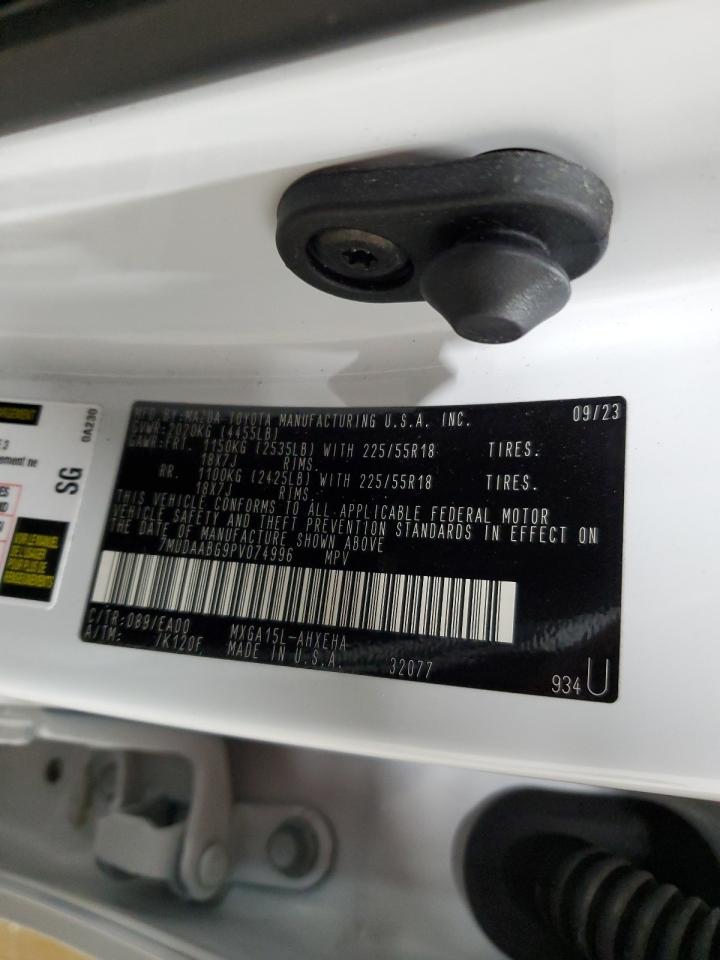 MFD.BY:MAZDA TOYOTA MANUFACTURING U.S.A. INC. 09/23
GVWR:2020KG (4455LB)
GAWR:FRT. 1150KG (2535LB) WITH 225/55R18 TIRES.
18X7J RIMS.
RR. 1100KG (2425LB) WITH 225/55R18 TIRES.
18X7J RIMS.
THIS VEHICLE CONFORMS TO ALL APPLICABLE FEDERAL MOTOR
VEHICLE SAFETY AND THEFT PREVENTION STANDARDS IN EFFECT ON
THE DATE OF MANUFACTURE SHOWN ABOVE
7MUDAABG9PV074996 MPV
C/TR:089/EA00 MXGA15L-AHXEHA
A/TM: /K120F MADE IN U.S.A. 32077
934 U
0A230
SG